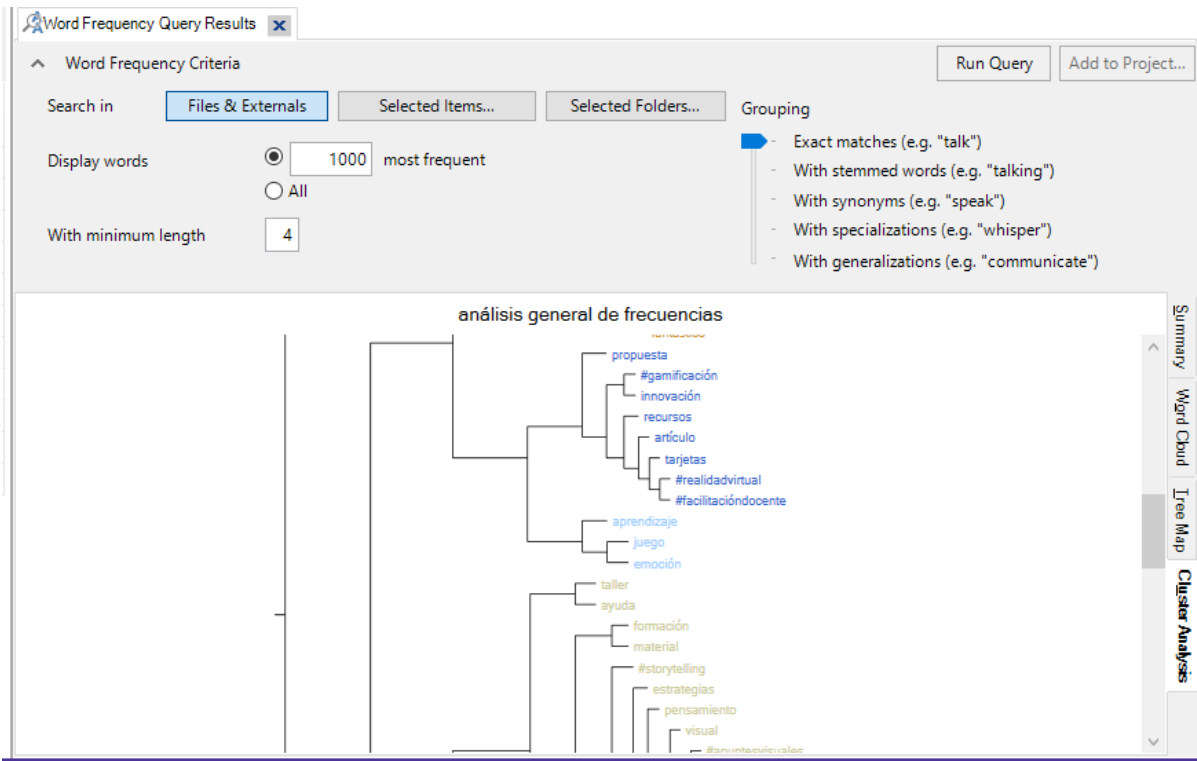 Word Frequency Query Results
Word Frequency Criteria
Run Query
Add to Project...
Search in
Files & Externals
Selected Items...
Selected Folders...
Grouping
Display words
1000
most frequent
All
With minimum length
4
Exact matches (e.g. "talk")
With stemmed words (e.g. "talking")
With synonyms (e.g. "speak")
With specializations (e.g. "whisper")
With generalizations (e.g. "communicate")
análisis general de frecuencias
propuesta
#gamificación
innovación
recursos
artículo
tarjetas
#realidadvirtual
#facilitacióndocente
aprendizaje
juego
emoción
taller
ayuda
formación
material
#storytelling
estrategias
pensamiento
visual
#apuntesvisuales
Summary
Word Cloud
Tree Map
Cluster Analysis